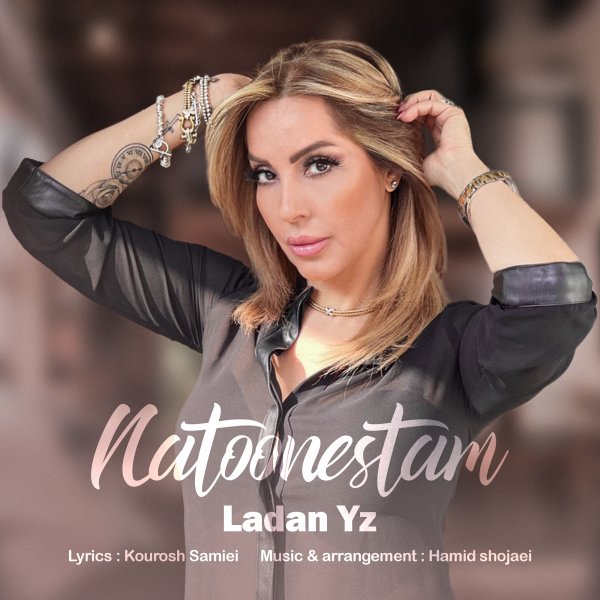 Natoonestam
Ladan Yz
Lyrics : Kourosh Samiei Music & arrangement : Hamid shojaei